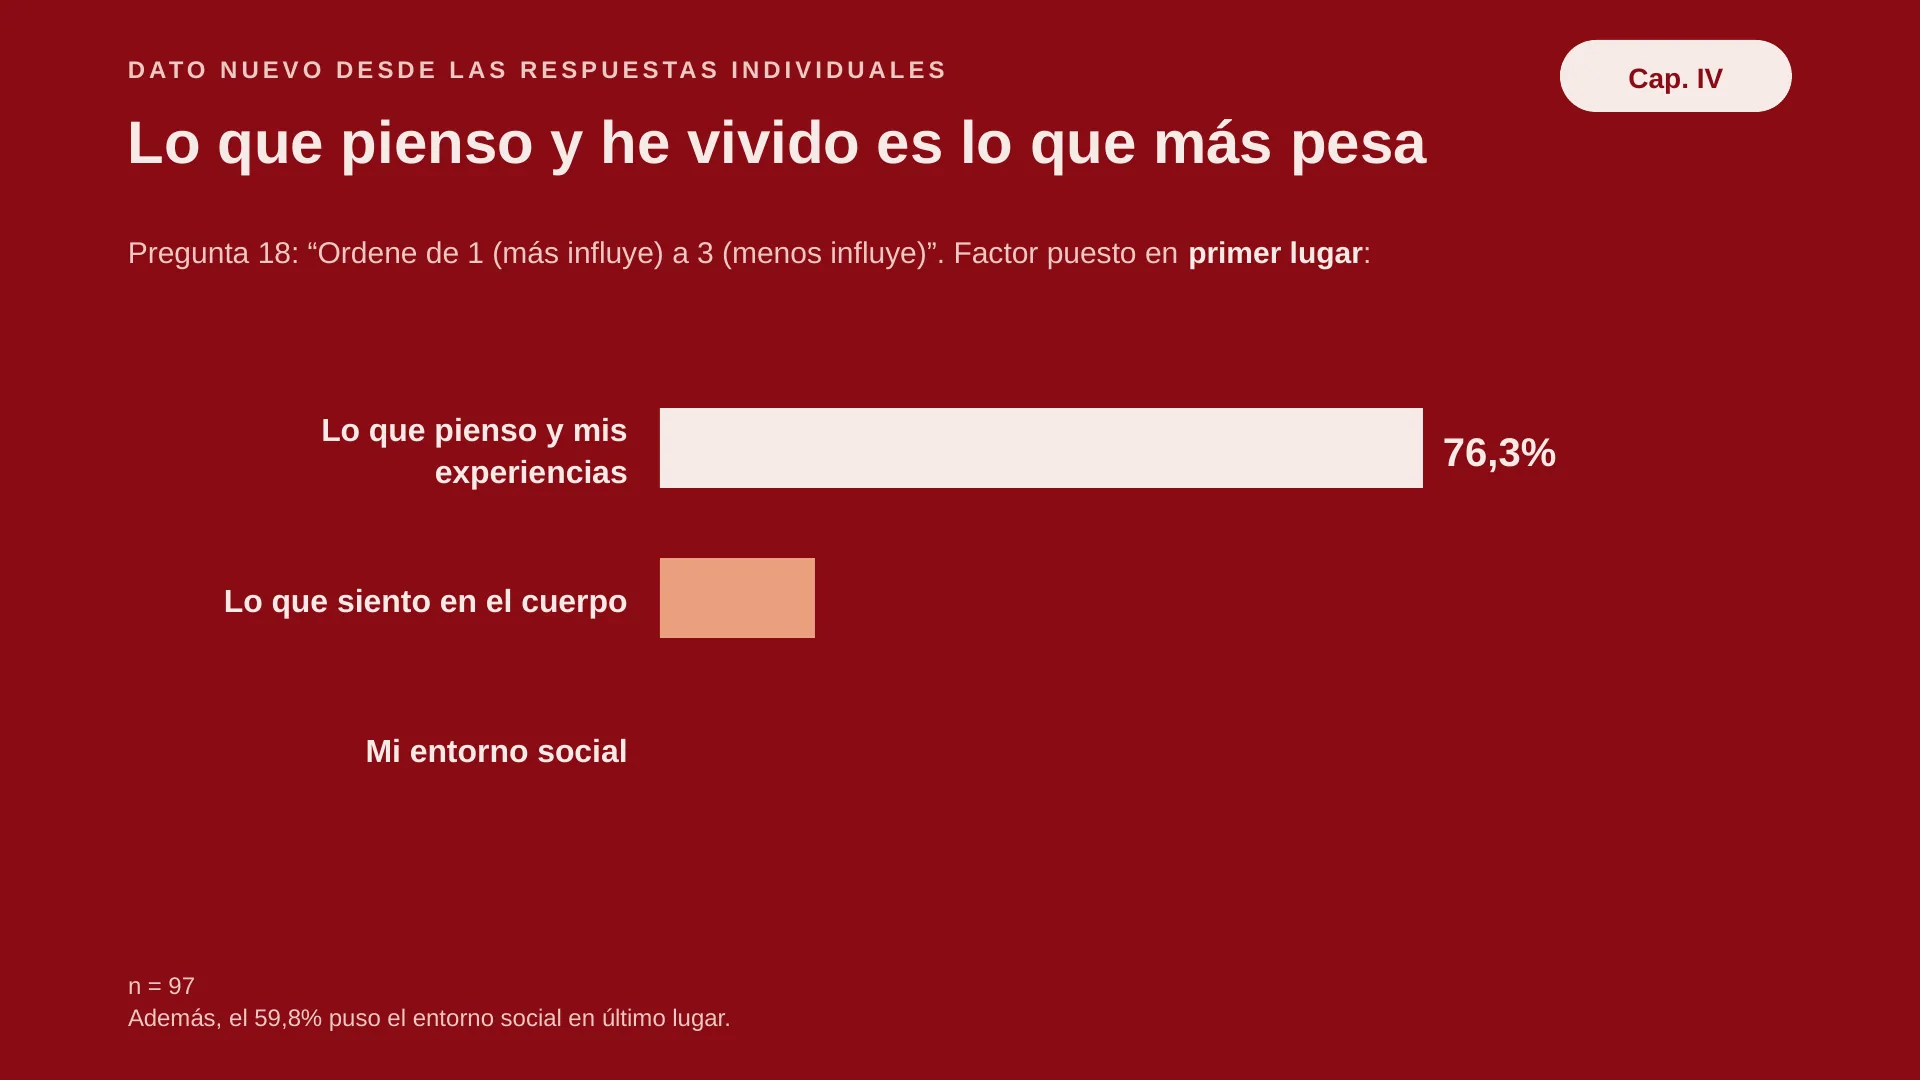 DATO NUEVO DESDE LAS RESPUESTAS INDIVIDUALES
Cap. IV
Lo que pienso y he vivido es lo que más pesa
Pregunta 18: “Ordene de 1 (más influye) a 3 (menos influye)”. Factor puesto en primer lugar:
Lo que pienso y mis
experiencias
76,3%
Lo que siento en el cuerpo
Mi entorno social
n = 97
Además, el 59,8% puso el entorno social en último lugar.